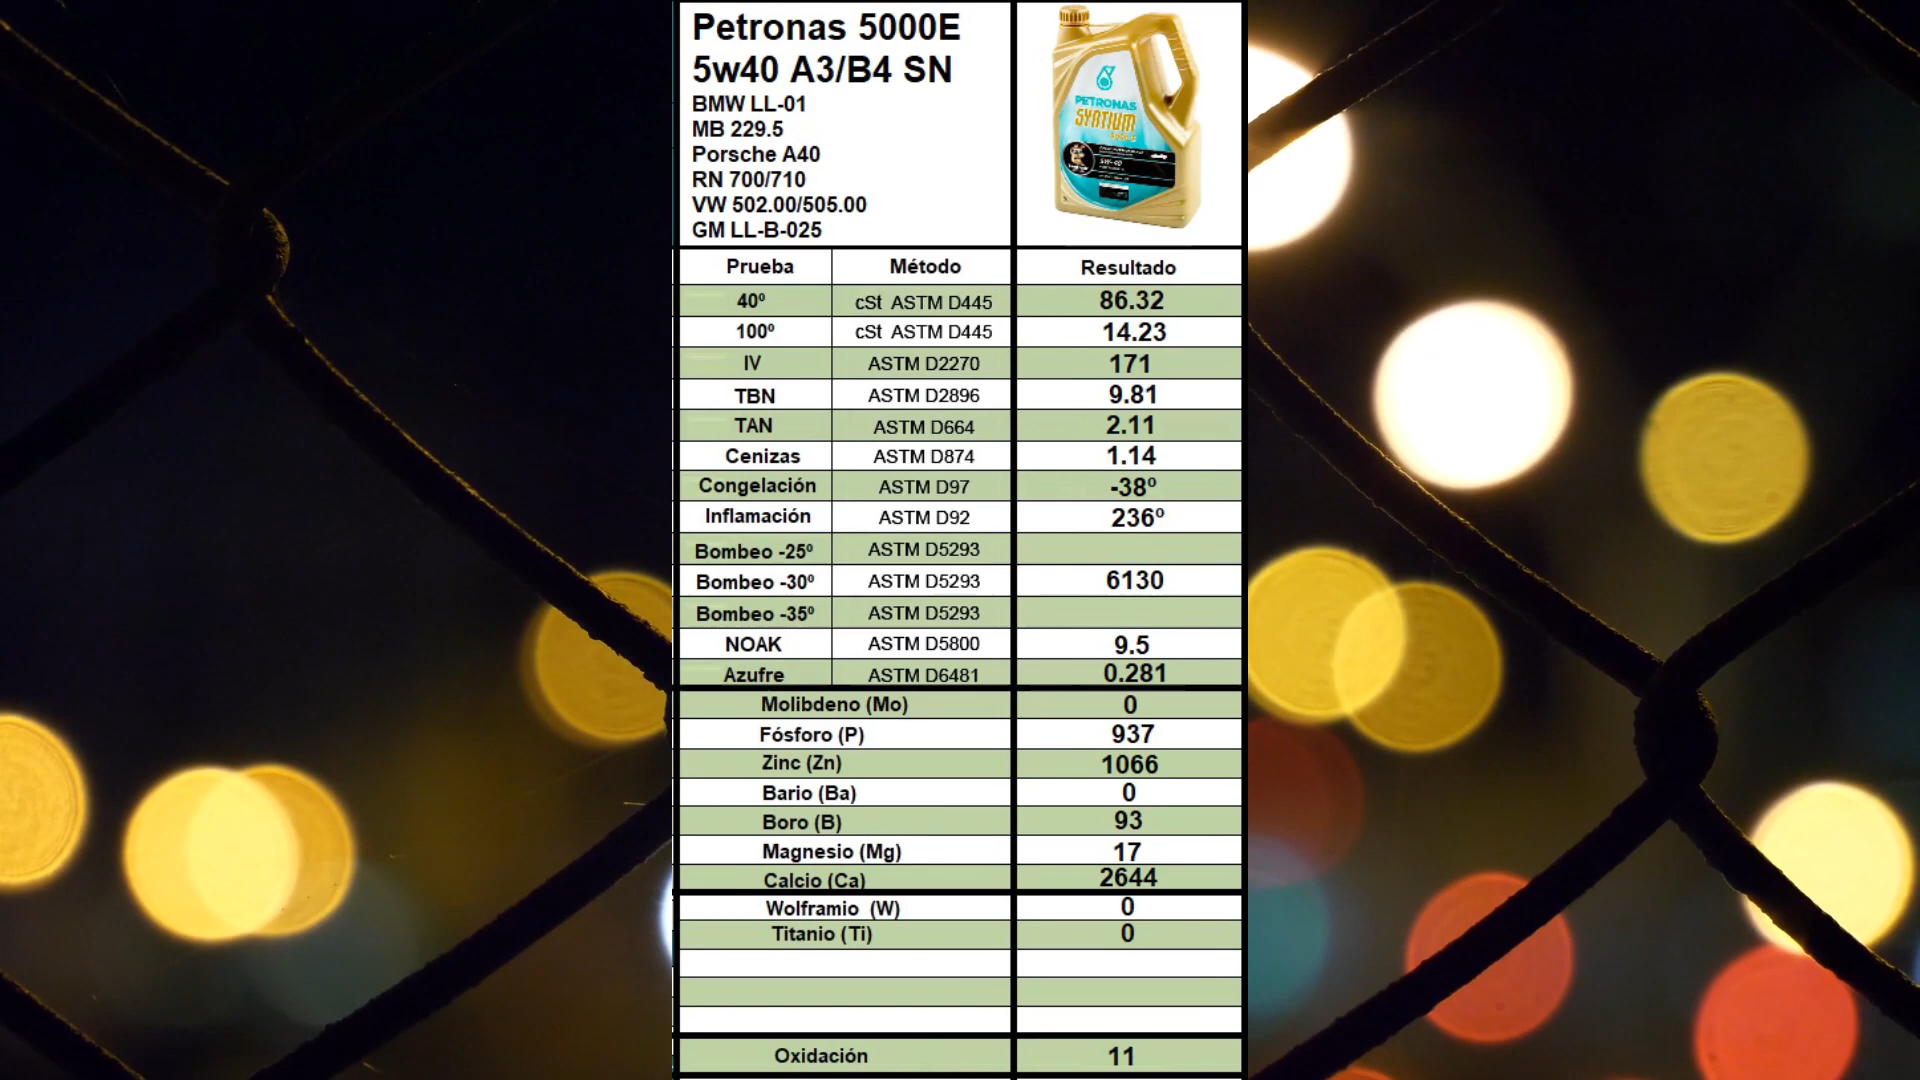 Petronas 5000E
5w40 A3/B4 SN
BMW LL-01
MB 229.5
Porsche A40
RN 700/710
VW 502.00/505.00
GM LL-B-025
PETRONAS
SYNTIUM
5W-40
Prueba Método Resultado
40º cSt ASTM D445 86.32
100º cSt ASTM D445 14.23
IV ASTM D2270 171
TBN ASTM D2896 9.81
TAN ASTM D664 2.11
Cenizas ASTM D874 1.14
Congelación ASTM D97 -38º
Inflamación ASTM D92 236º
Bombeo -25º ASTM D5293
Bombeo -30º ASTM D5293 6130
Bombeo -35º ASTM D5293
NOAK ASTM D5800 9.5
Azufre ASTM D6481 0.281
Molibdeno (Mo) 0
Fósforo (P) 937
Zinc (Zn) 1066
Bario (Ba) 0
Boro (B) 93
Magnesio (Mg) 17
Calcio (Ca) 2644
Wolframio (W) 0
Titanio (Ti) 0
Oxidación 11